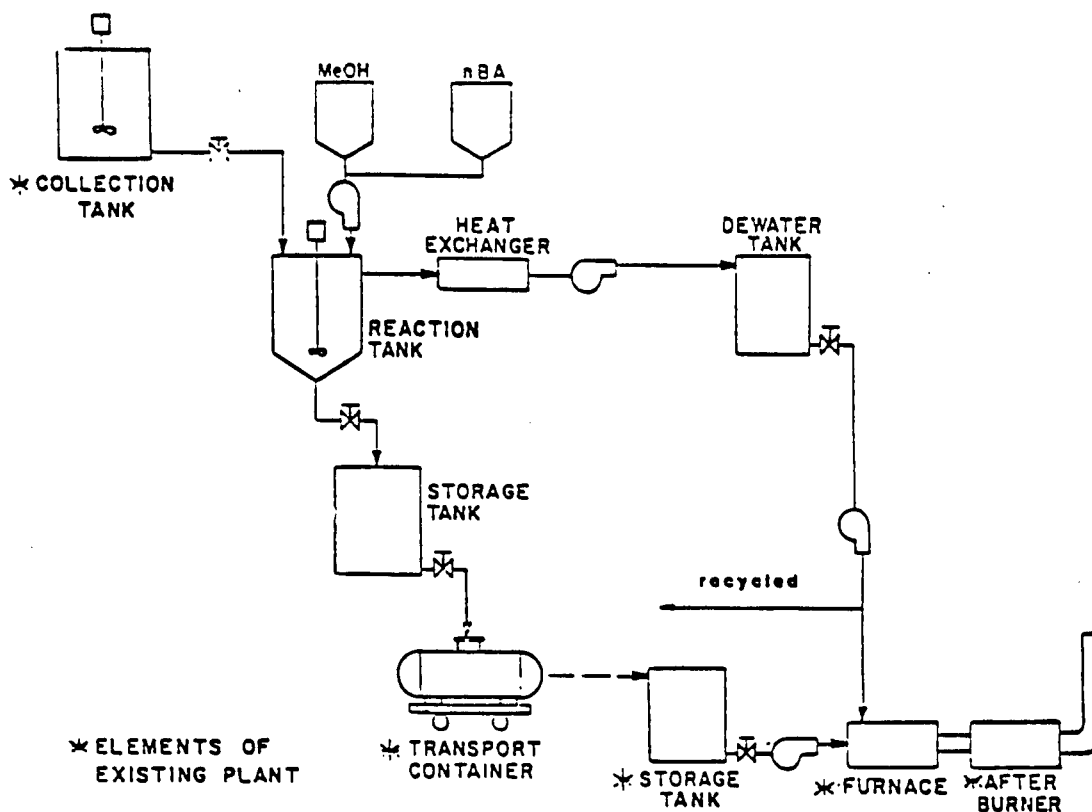 MeOH
nBA
* COLLECTION
TANK
HEAT
EXCHANGER
DEWATER
TANK
REACTION
TANK
STORAGE
TANK
recycled
* ELEMENTS OF
EXISTING PLANT
* TRANSPORT
CONTAINER
* STORAGE
TANK
* FURNACE
* AFTER
BURNER